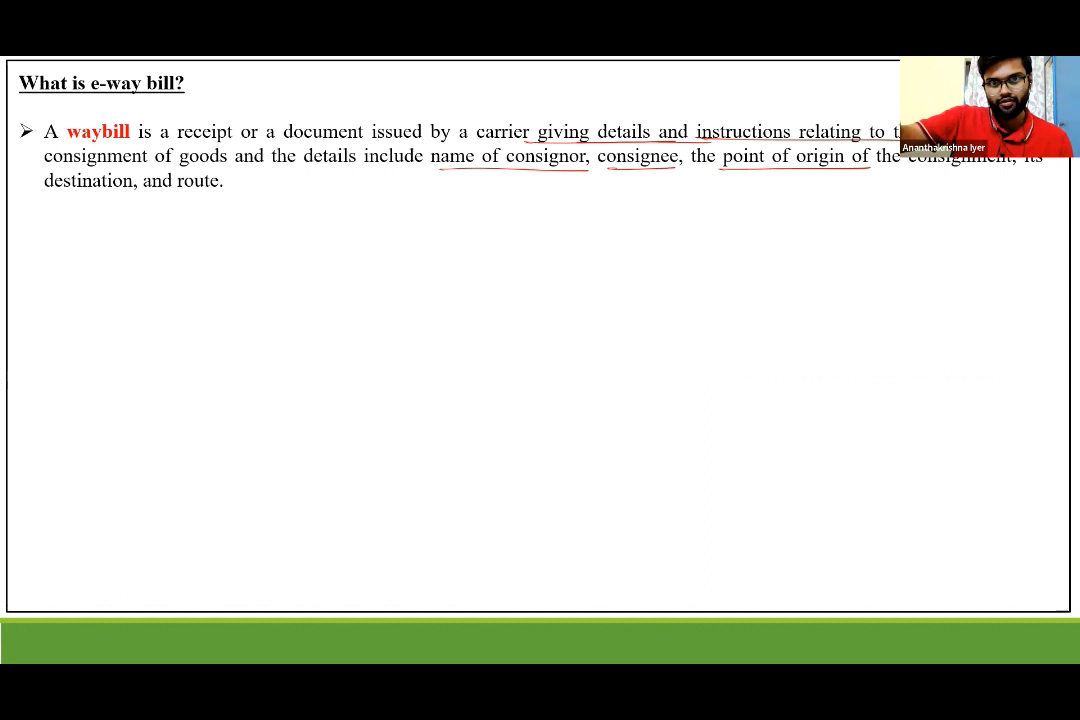 What is e-way bill?
➢ A waybill is a receipt or a document issued by a carrier giving details and instructions relating to
consignment of goods and the details include name of consignor, consignee, the point of origin of the consignment, its
destination, and route.
Ananthakrishna Iyer